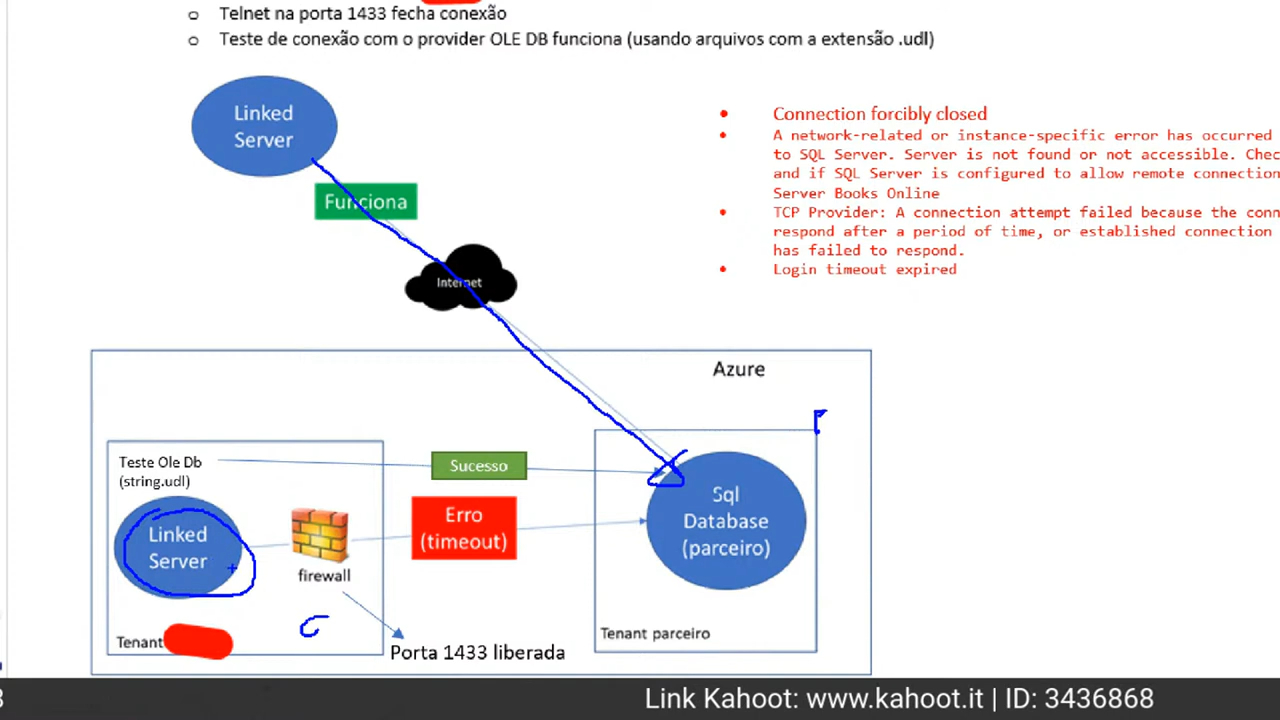 Telnet na porta 1433 fecha conexão
Teste de conexão com o provider OLE DB funciona (usando arquivos com a extensão .udl)
Linked
Server
Funciona
Internet
Connection forcibly closed
A network-related or instance-specific error has occurred
to SQL Server. Server is not found or not accessible. Chec
and if SQL Server is configured to allow remote connection
Server Books Online
TCP Provider: A connection attempt failed because the conn
respond after a period of time, or established connection
has failed to respond.
Login timeout expired
Azure
Teste Ole Db
(string.udl)
Sucesso
Linked
Server
firewall
Erro
(timeout)
Sql
Database
(parceiro)
Tenant
Tenant parceiro
Porta 1433 liberada
Link Kahoot: www.kahoot.it | ID: 3436868